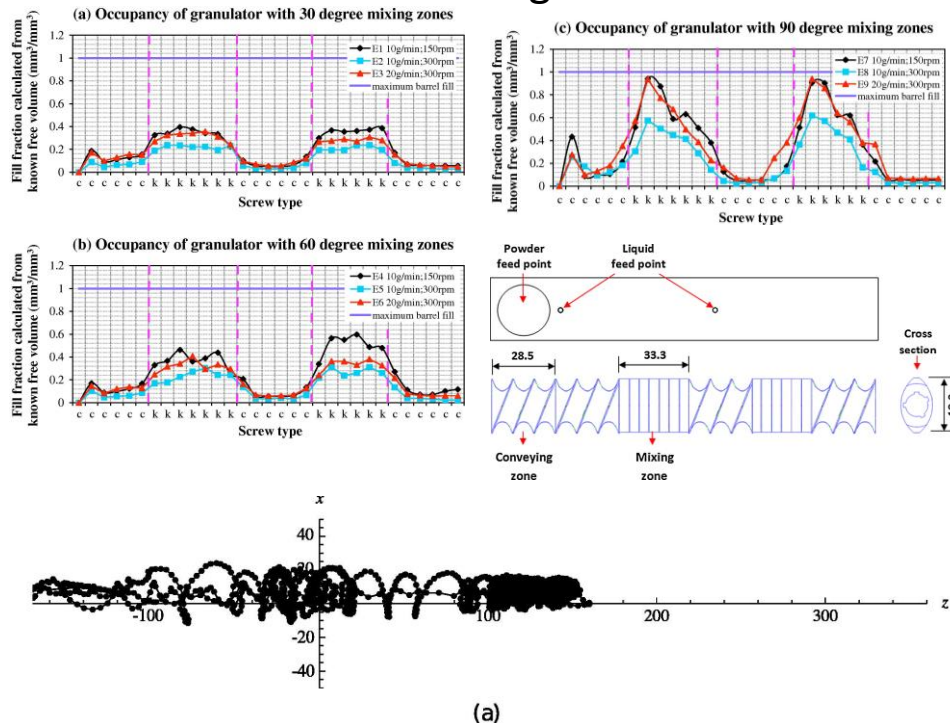 (a) Occupancy of granulator with 30 degree mixing zones
Fill fraction calculated from
known free volume (mm³/mm³)
1.2
1
0.8
0.6
0.4
0.2
0
E1 10g/min;150rpm
E2 10g/min;300rpm
E3 20g/min;300rpm
maximum barrel fill
c c c c c c k k k k k k k c c c c c c k k k k k k c c c c c c
Screw type
(b) Occupancy of granulator with 60 degree mixing zones
Fill fraction calculated from
known free volume (mm³/mm³)
1.2
1
0.8
0.6
0.4
0.2
0
E4 10g/min;150rpm
E5 10g/min;300rpm
E6 20g/min;300rpm
maximum barrel fill
c c c c c c k k k k k k k c c c c c c k k k k k k c c c c c c
Screw type
(c) Occupancy of granulator with 90 degree mixing zones
Fill fraction calculated from
known free volume (mm³/mm³)
1.2
1
0.8
0.6
0.4
0.2
0
E7 10g/min;150rpm
E8 10g/min;300rpm
E9 20g/min;300rpm
maximum barrel fill
c c c c c c k k k k k k k c c c c c c k k k k k k c c c c c c
Screw type
Powder
feed point
Liquid
feed point
28.5
33.3
Cross
section
Conveying
zone
Mixing
zone
x
40
20
-20
-40
-100
100
200
300
z
(a)